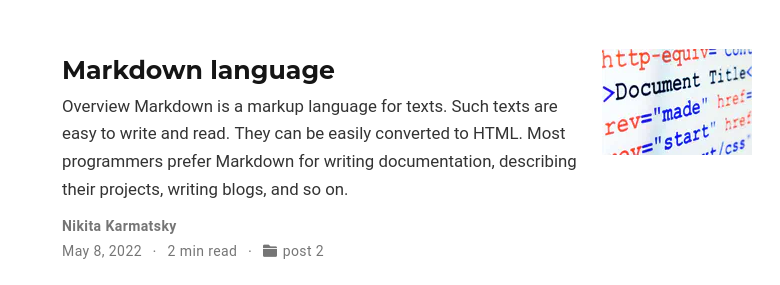 Markdown language
Overview Markdown is a markup language for texts. Such texts are
easy to write and read. They can be easily converted to HTML. Most
programmers prefer Markdown for writing documentation, describing
their projects, writing blogs, and so on.
Nikita Karmatsky
May 8, 2022 · 2 min read · post 2
http-equiv="cont
>Document Title<
rev="made" href=
rev="start" href
t/css"